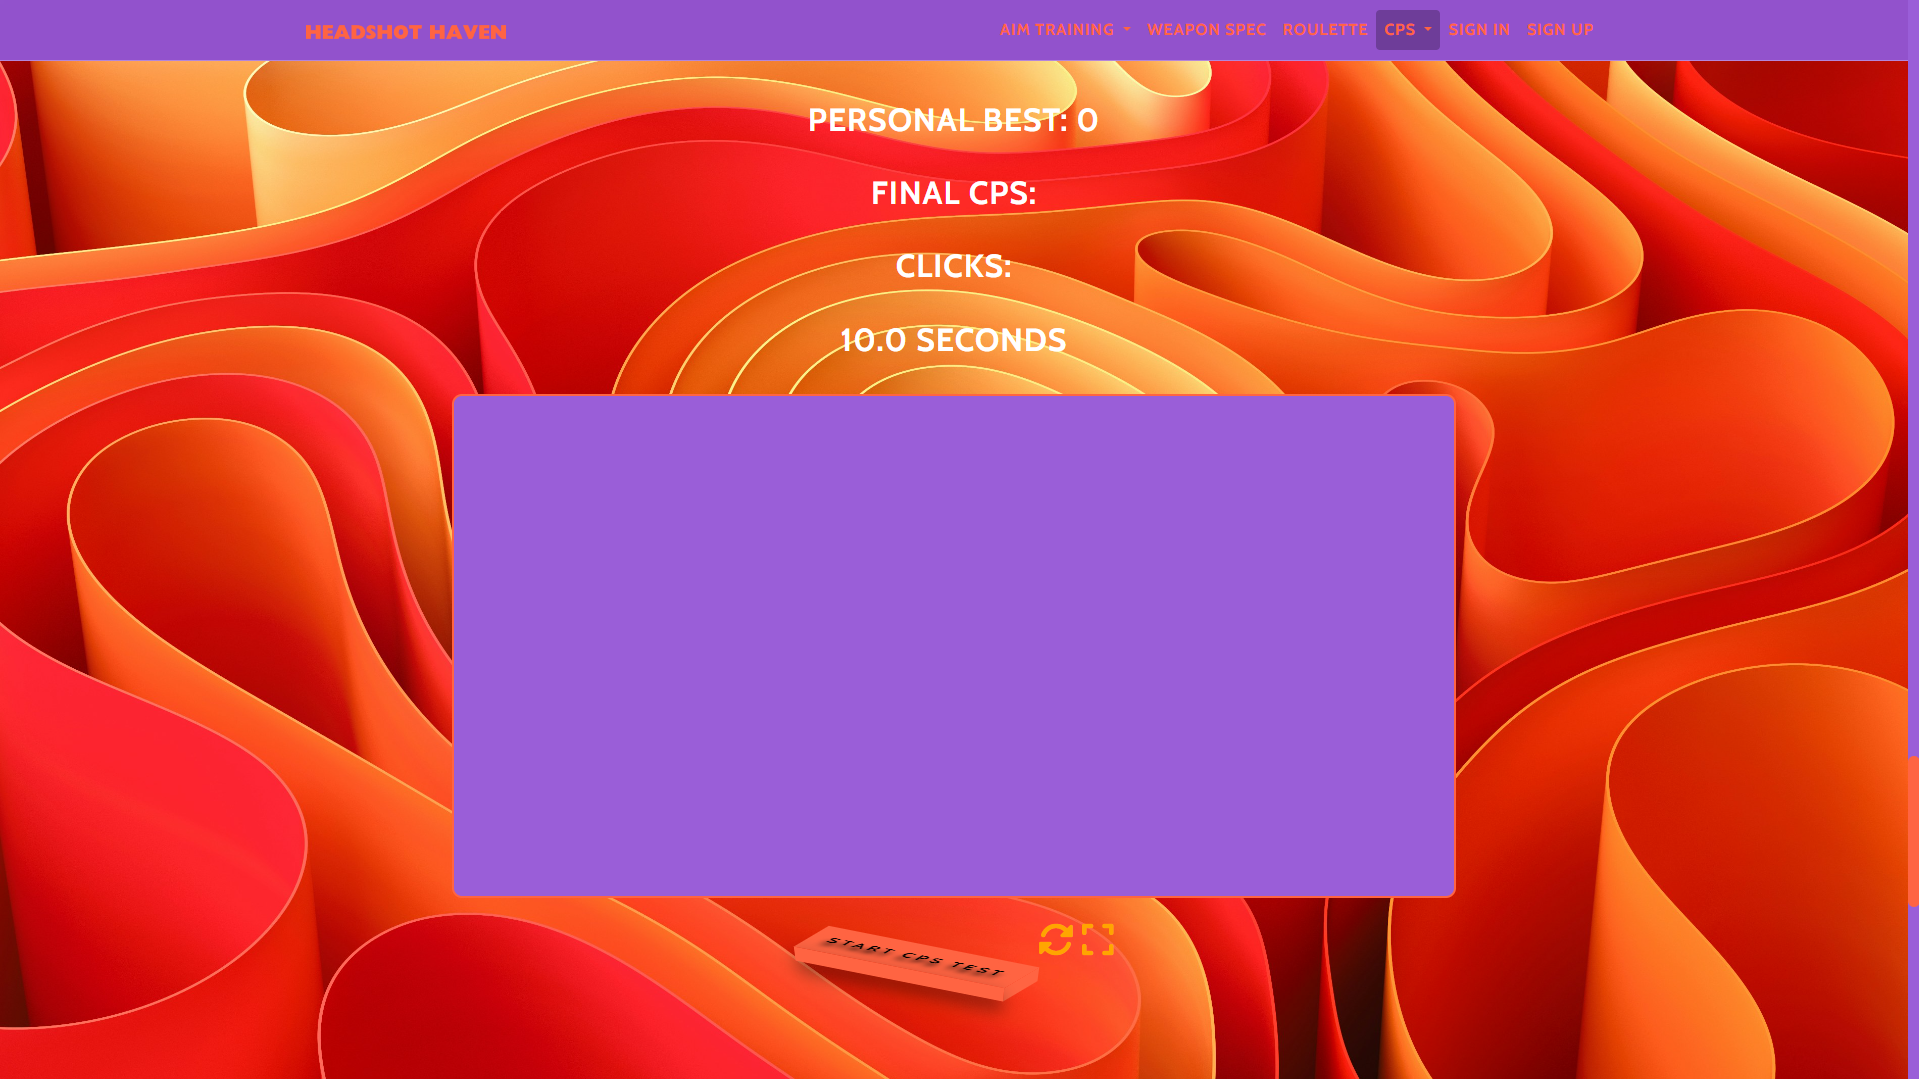 HEADSHOT HAVEN
AIM TRAINING WEAPON SPEC ROULETTE CPS SIGN IN SIGN UP
PERSONAL BEST: 0
FINAL CPS:
CLICKS:
10.0 SECONDS
START CPS TEST